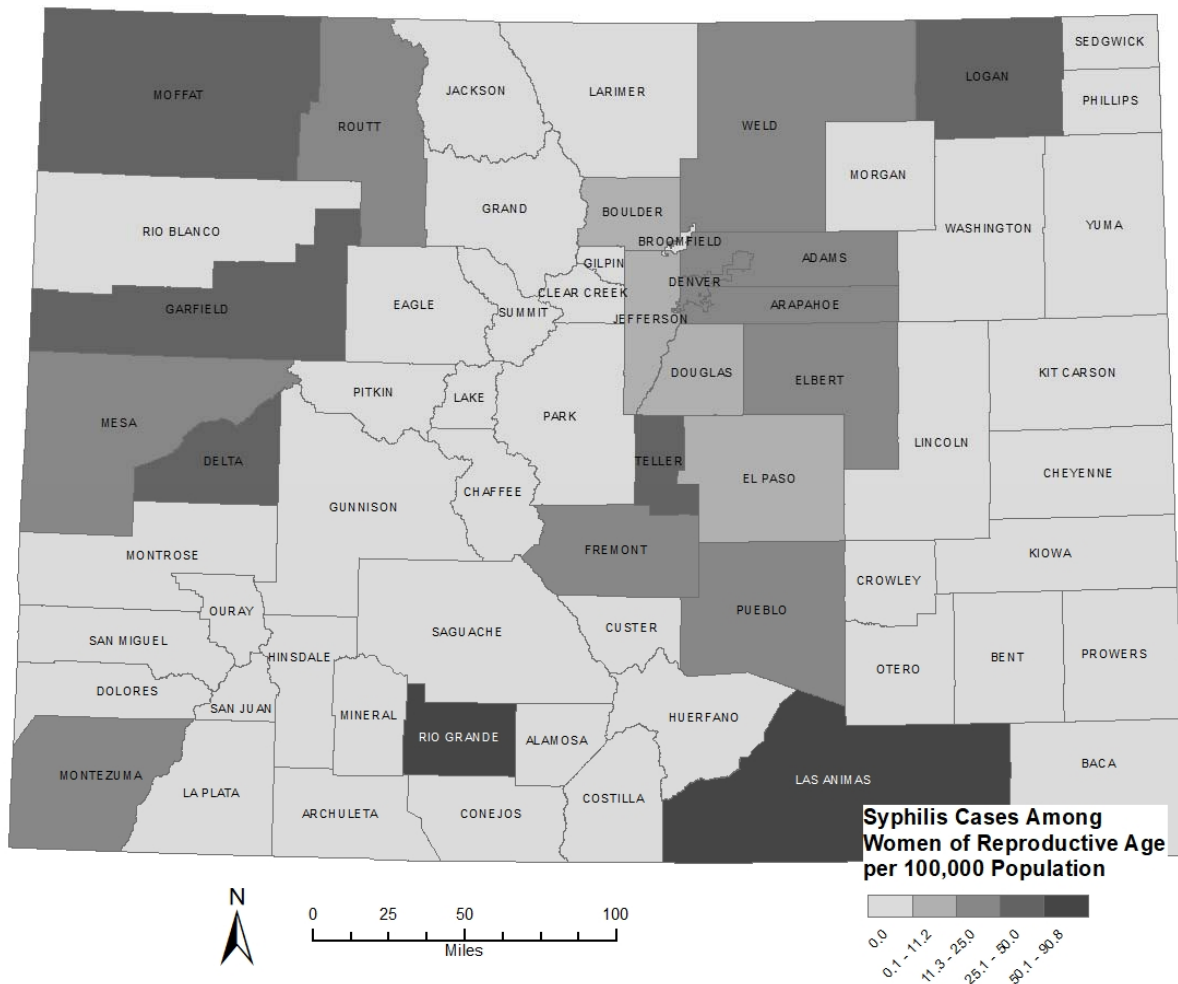 SEDGWICK
MOFFAT
LOGAN
JACKSON
LARIMER
PHILLIPS
ROUTT
WELD
MORGAN
GRAND
BOULDER
RIO BLANCO
WASHINGTON
YUMA
BROOMFIELD
GILPIN
ADAMS
DENVER
CLEAR CREEK
EAGLE
GARFIELD
SUMMIT
ARAPAHOE
JEFFERSON
DOUGLAS
KIT CARSON
ELBERT
PITKIN
LAKE
PARK
MESA
LINCOLN
DELTA
TELLER
CHEYENNE
EL PASO
CHAFFEE
GUNNISON
FREMONT
MONTROSE
KIOWA
CROWLEY
OURAY
PUEBLO
SAGUACHE
CUSTER
SAN MIGUEL
HINSDALE
OTERO
BENT
PROWERS
DOLORES
SAN JUAN
MINERAL
HUERFANO
RIO GRANDE
ALAMOSA
MONTEZUMA
LAS ANIMAS
BACA
LA PLATA
COSTILLA
ARCHULETA
CONEJOS
Syphilis Cases Among
Women of Reproductive Age
per 100,000 Population
0.0
0.1 - 11.2
11.3 - 25.0
25.1 - 50.0
50.1 - 90.8
N
0 25 50 100
Miles